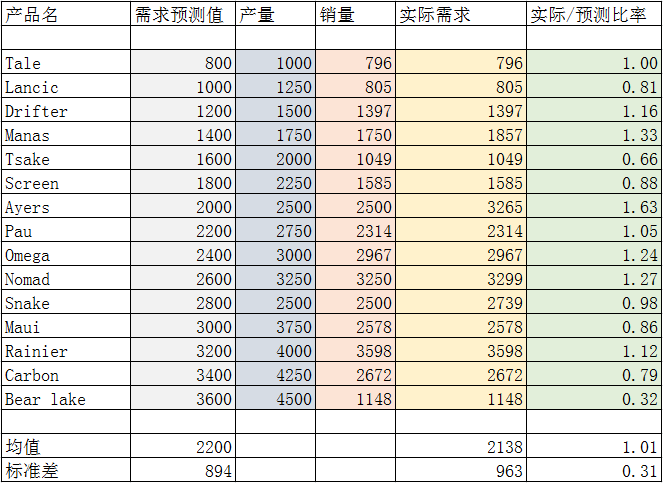 产品名 需求预测值 产量 销量 实际需求 实际/预测比率
Tale 800 1000 796 796 1.00
Lancic 1000 1250 805 805 0.81
Drifter 1200 1500 1397 1397 1.16
Manas 1400 1750 1750 1857 1.33
Tsake 1600 2000 1049 1049 0.66
Screen 1800 2250 1585 1585 0.88
Ayers 2000 2500 2500 3265 1.63
Pau 2200 2750 2314 2314 1.05
Omega 2400 3000 2967 2967 1.24
Nomad 2600 3250 3250 3299 1.27
Snake 2800 2500 2500 2739 0.98
Maui 3000 3750 2578 2578 0.86
Rainier 3200 4000 3598 3598 1.12
Carbon 3400 4250 2672 2672 0.79
Bear lake 3600 4500 1148 1148 0.32
均值 2200 2138 1.01
标准差 894 963 0.31